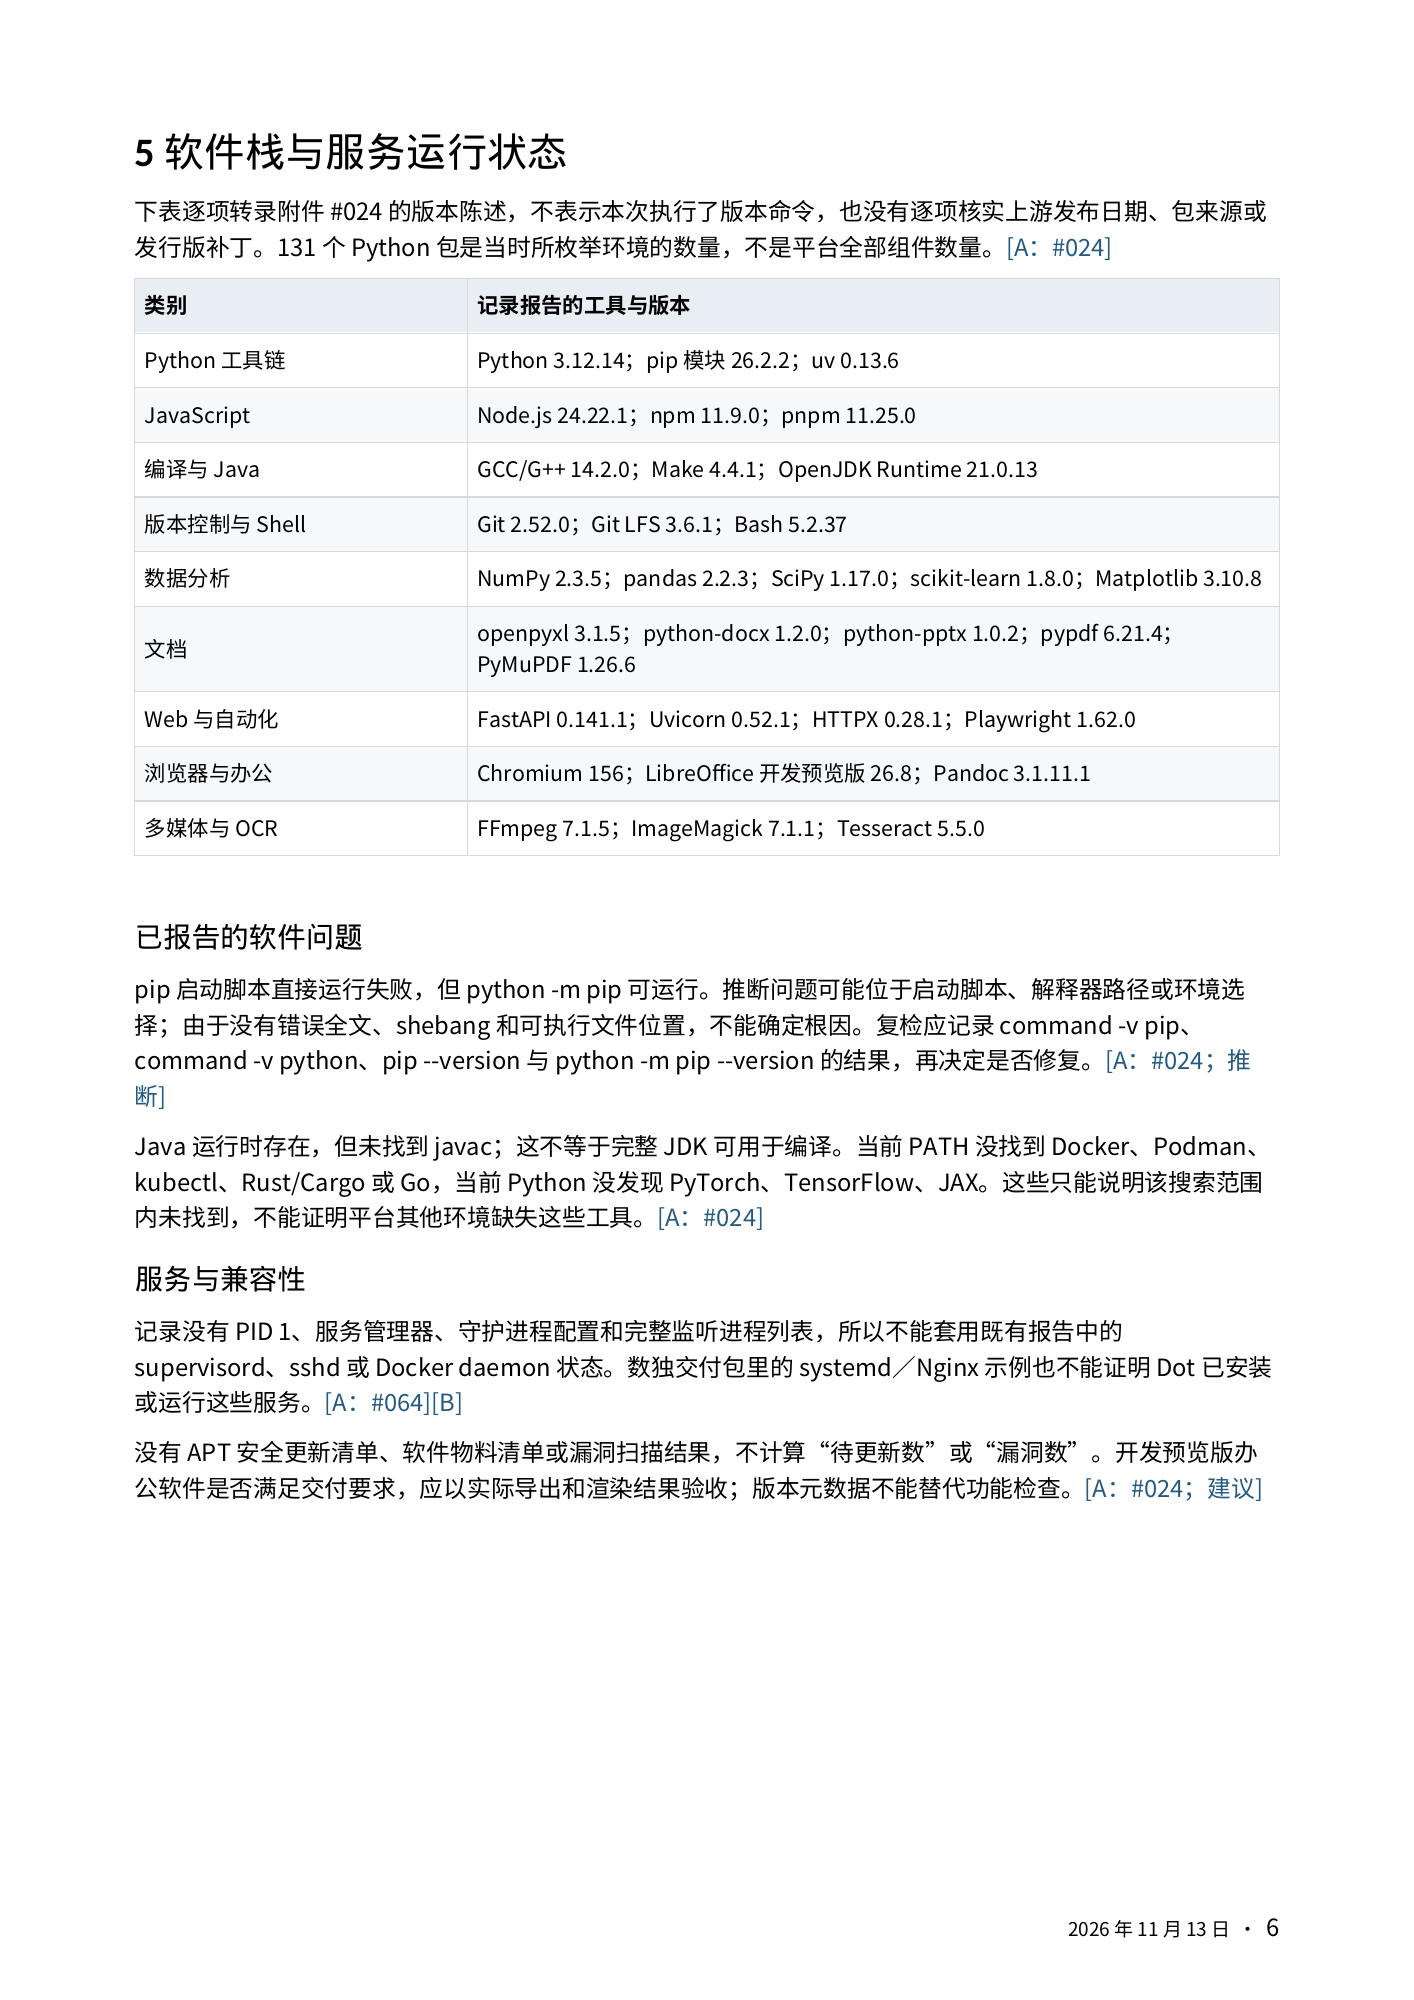 5 软件栈与服务运行状态
下表逐项转录附件 #024 的版本陈述，不表示本次执行了版本命令，也没有逐项核实上游发布日期、包来源或
发行版补丁。131 个 Python 包是当时所枚举环境的数量，不是平台全部组件数量。[A：#024]
类别 记录报告的工具与版本
Python 工具链 Python 3.12.14；pip 模块 26.2.2；uv 0.13.6
JavaScript Node.js 24.22.1；npm 11.9.0；pnpm 11.25.0
编译与 Java GCC/G++ 14.2.0；Make 4.4.1；OpenJDK Runtime 21.0.13
版本控制与 Shell Git 2.52.0；Git LFS 3.6.1；Bash 5.2.37
数据分析 NumPy 2.3.5；pandas 2.2.3；SciPy 1.17.0；scikit-learn 1.8.0；Matplotlib 3.10.8
文档 openpyxl 3.1.5；python-docx 1.2.0；python-pptx 1.0.2；pypdf 6.21.4；
PyMuPDF 1.26.6
Web 与自动化 FastAPI 0.141.1；Uvicorn 0.52.1；HTTPX 0.28.1；Playwright 1.62.0
浏览器与办公 Chromium 156；LibreOffice 开发预览版 26.8；Pandoc 3.1.11.1
多媒体与 OCR FFmpeg 7.1.5；ImageMagick 7.1.1；Tesseract 5.5.0
已报告的软件问题
pip 启动脚本直接运行失败，但 python -m pip 可运行。推断问题可能位于启动脚本、解释器路径或环境选
择；由于没有错误全文、shebang 和可执行文件位置，不能确定根因。复检应记录 command -v pip、
command -v python、pip --version 与 python -m pip --version 的结果，再决定是否修复。[A：#024；推
断]
Java 运行时存在，但未找到 javac；这不等于完整 JDK 可用于编译。当前 PATH 没找到 Docker、Podman、
kubectl、Rust/Cargo 或 Go，当前 Python 没发现 PyTorch、TensorFlow、JAX。这些只能说明该搜索范围
内未找到，不能证明平台其他环境缺失这些工具。[A：#024]
服务与兼容性
记录没有 PID 1、服务管理器、守护进程配置和完整监听进程列表，所以不能套用既有报告中的
supervisord、sshd 或 Docker daemon 状态。数独交付包里的 systemd／Nginx 示例也不能证明 Dot 已安装
或运行这些服务。[A：#064][B]
没有 APT 安全更新清单、软件物料清单或漏洞扫描结果，不计算“待更新数”或“漏洞数”。开发预览版办
公软件是否满足交付要求，应以实际导出和渲染结果验收；版本元数据不能替代功能检查。[A：#024；建议]
2026 年 11 月 13 日 · 6